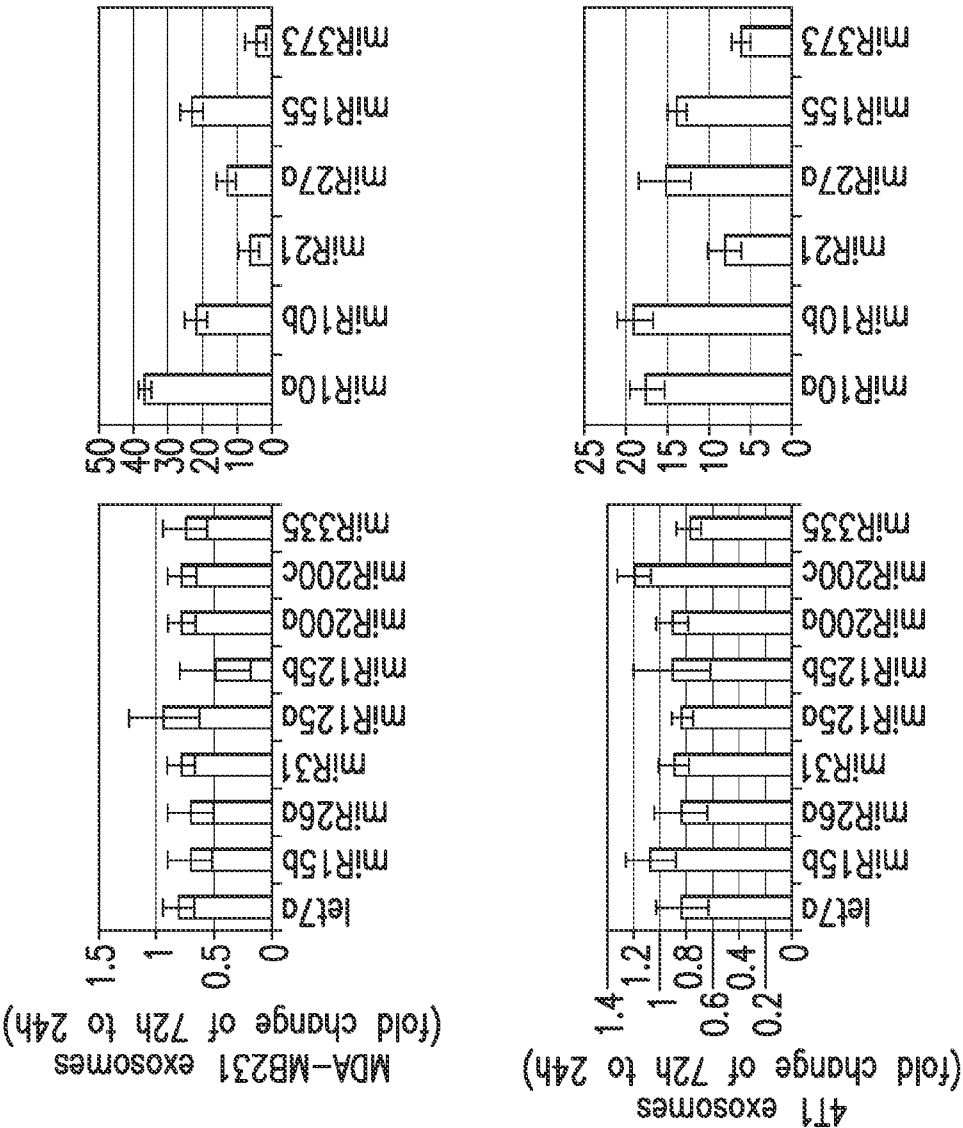 MDA-MB231 exosomes
(fold change of 72h to 24h)
1.5
1
0.5
0
let7a
miR15b
miR26a
miR31
miR125a
miR125b
miR200a
miR200c
miR335
50
40
30
20
10
0
miR10a
miR10b
miR21
miR27a
miR155
miR373
4T1 exosomes
(fold change of 72h to 24h)
1.4
1.2
1
0.8
0.6
0.4
0.2
0
let7a
miR15b
miR26a
miR31
miR125a
miR125b
miR200a
miR200c
miR335
25
20
15
10
5
0
miR10a
miR10b
miR21
miR27a
miR155
miR373